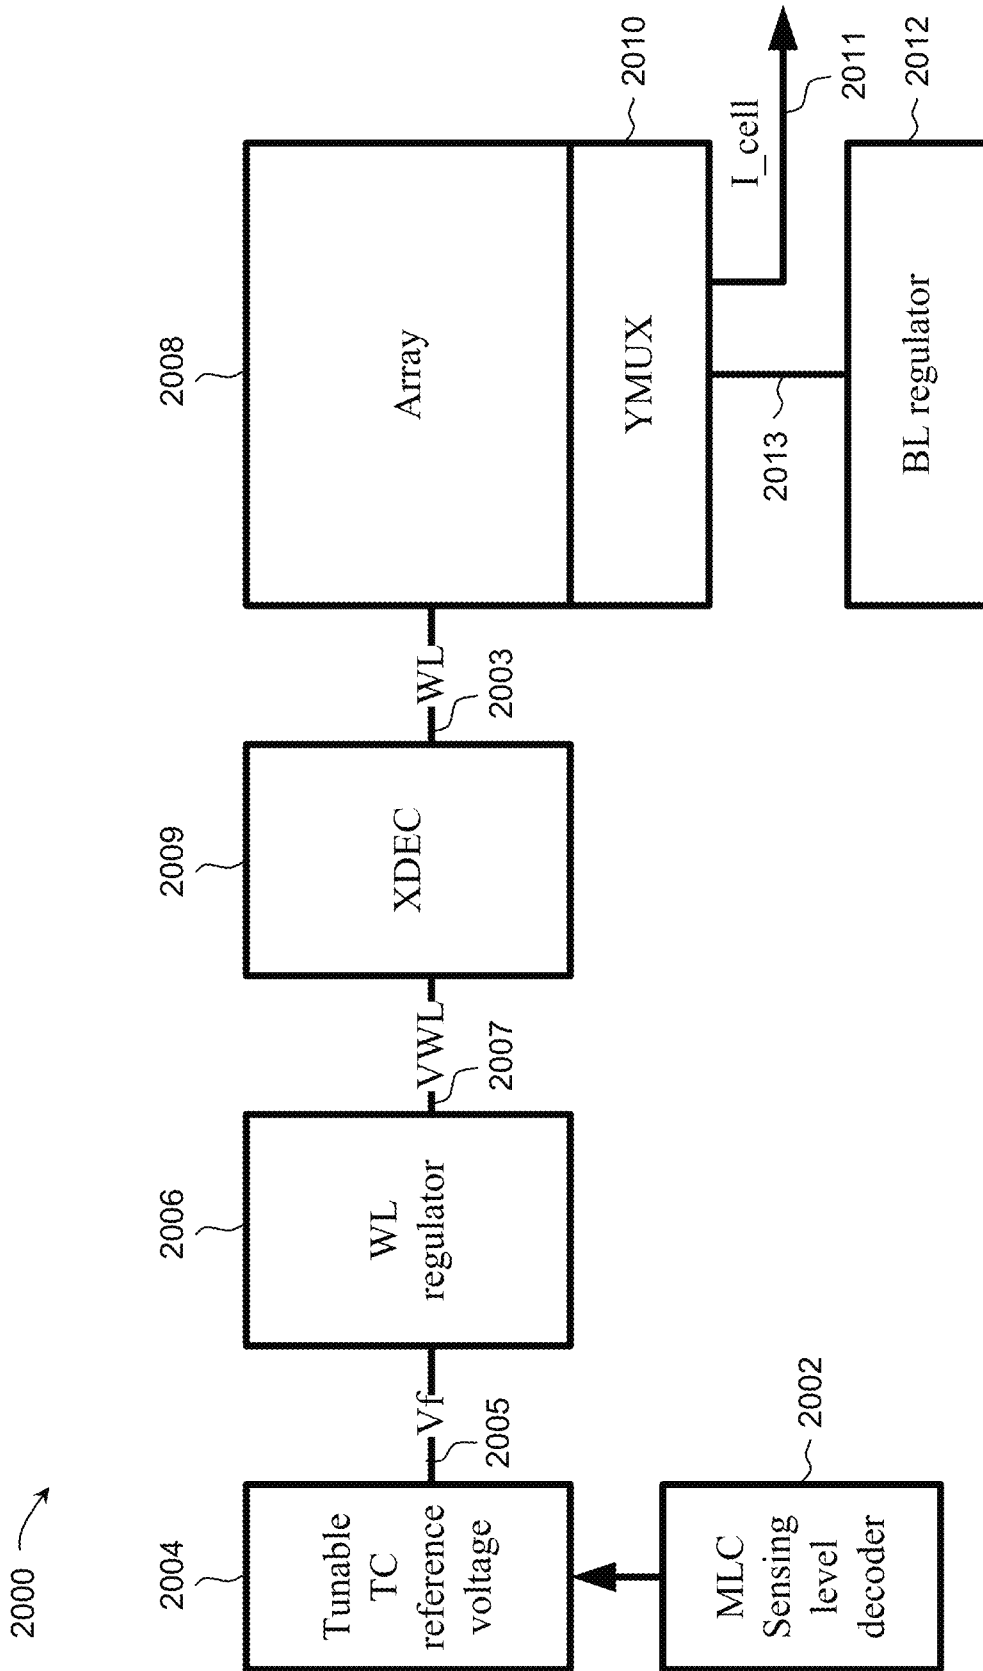 2000
2004
2006
2009
2008
Tunable
TC
reference
voltage
Vf
2005
WL
regulator
VWL
2007
XDEC
WL
2003
Array
YMUX
2010
MLC
Sensing
level
decoder
2002
2013
I_cell
2011
BL regulator
2012